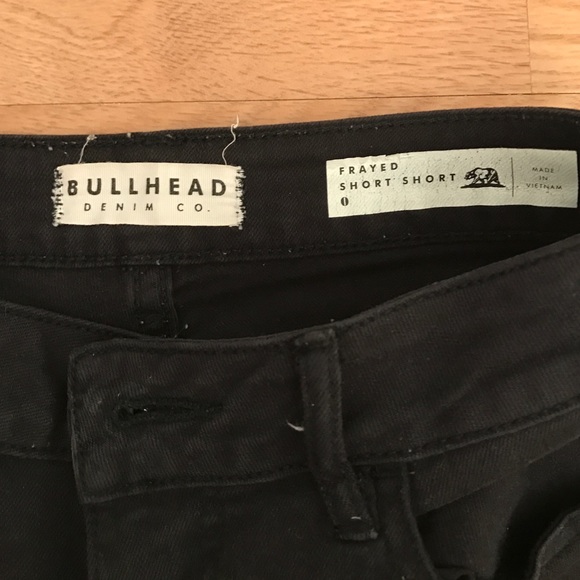 BULLHEAD
DENIM CO.
FRAYED
SHORT SHORT
0
MADE
IN
VIETNAM